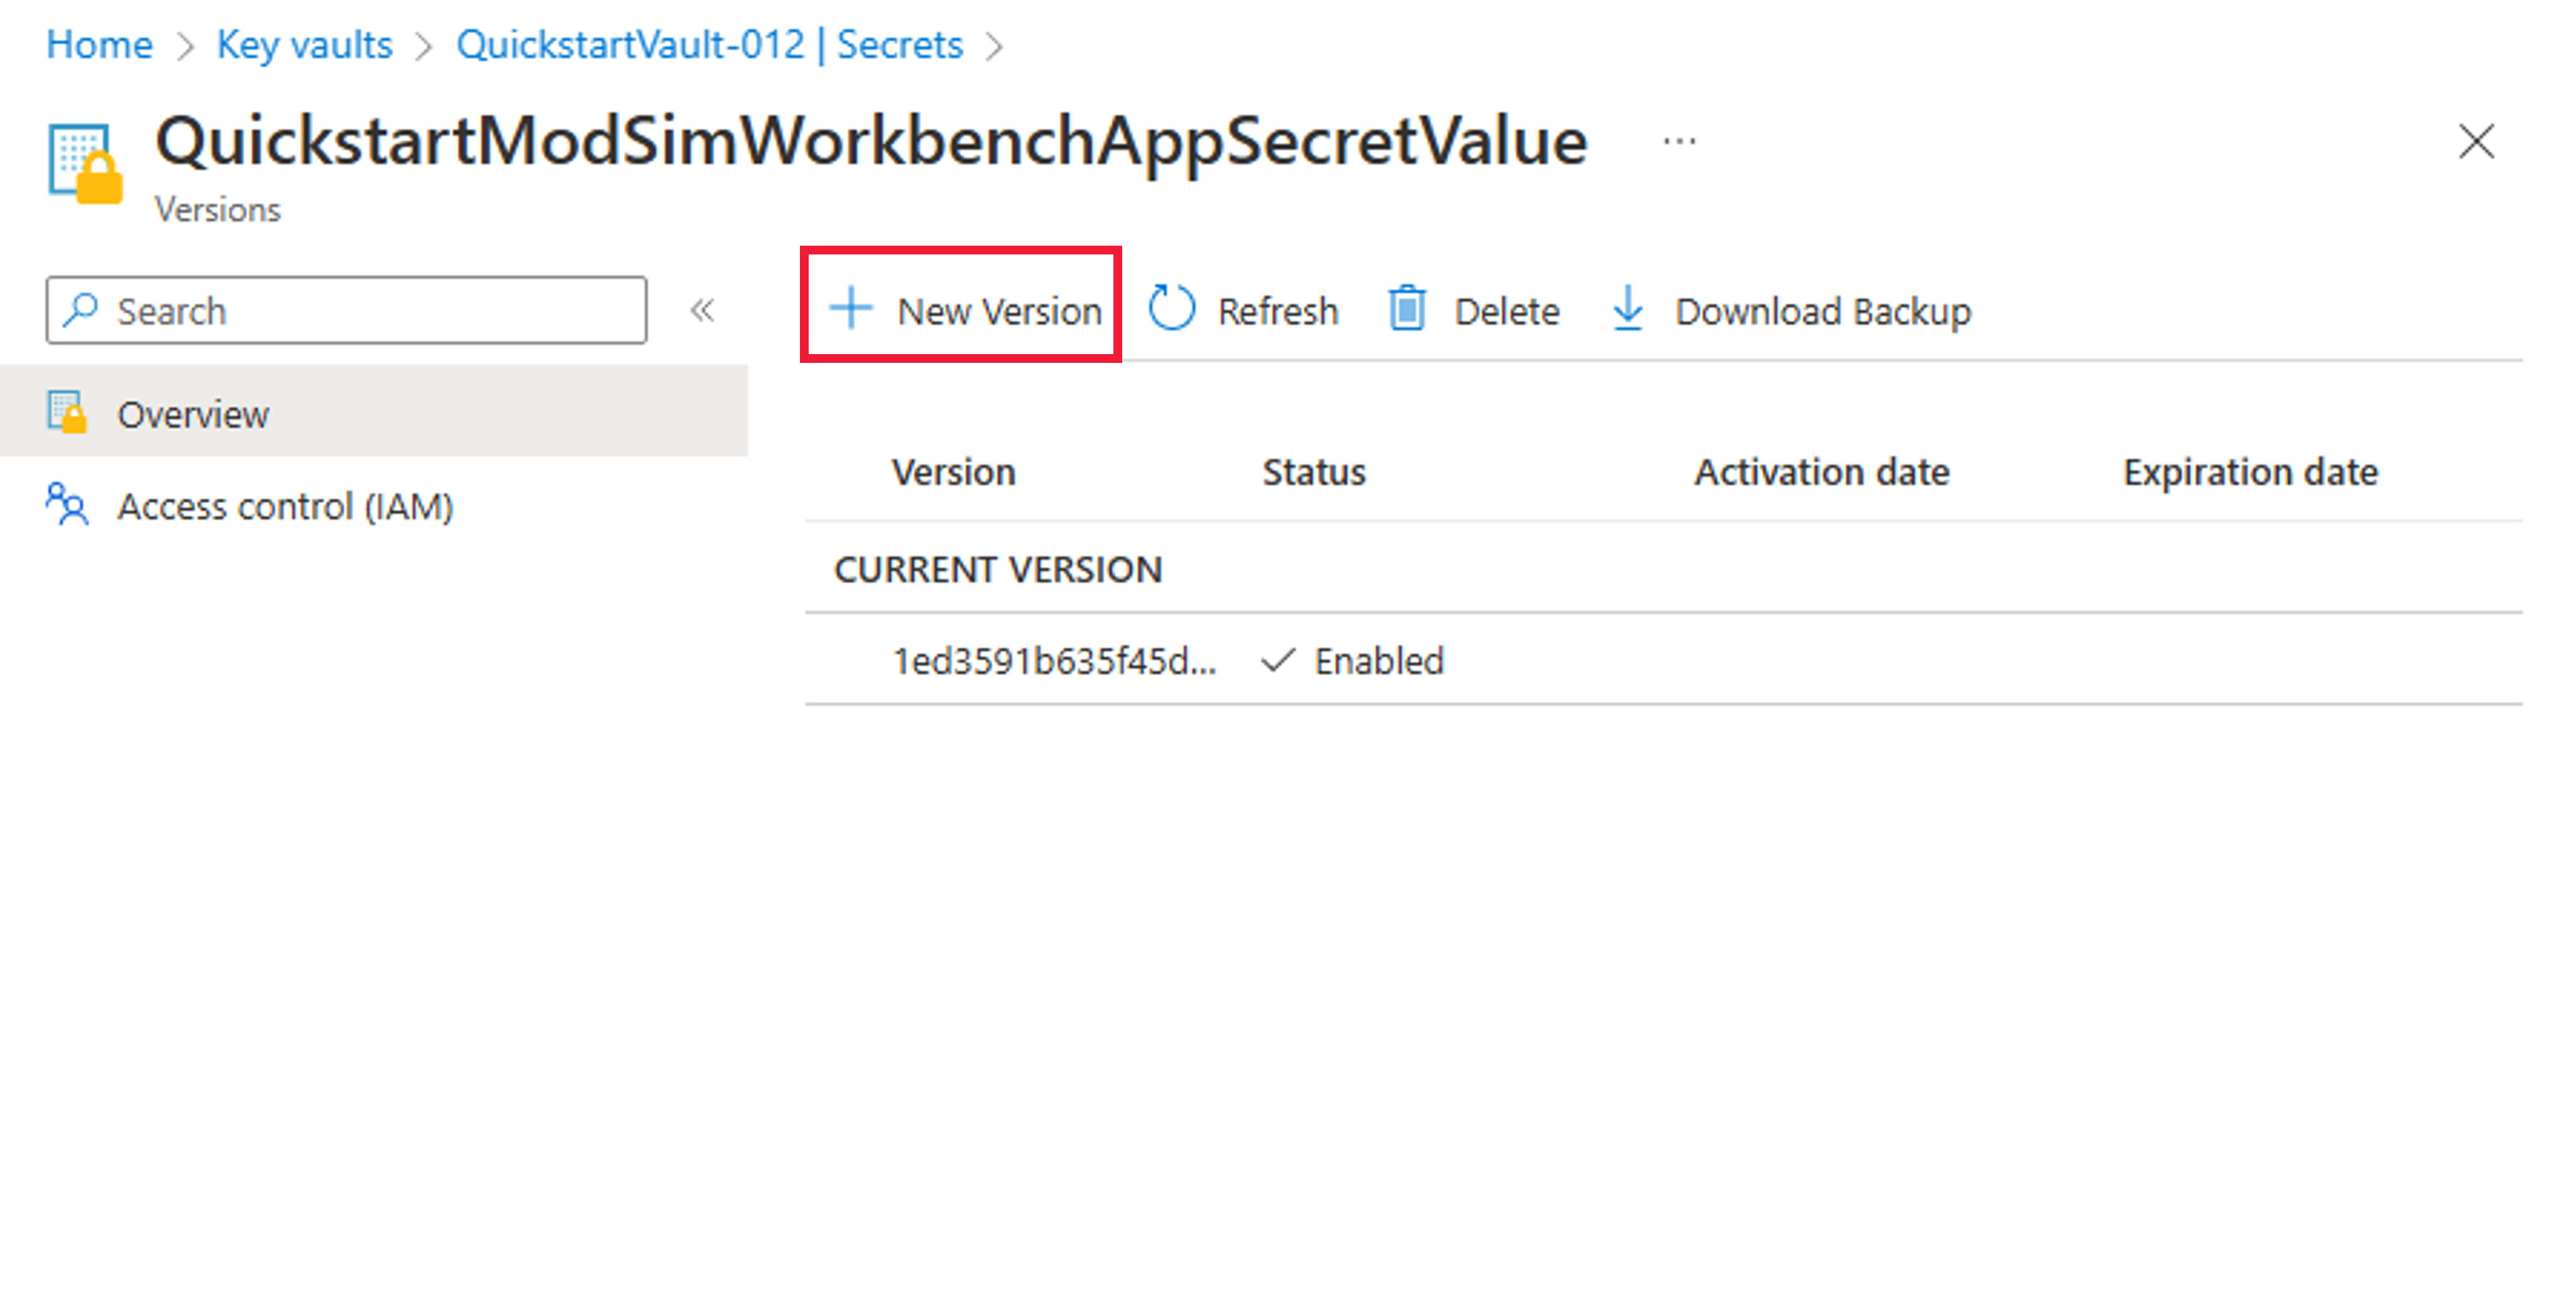 Home > Key vaults > QuickstartVault-012 | Secrets >
QuickstartModSimWorkbenchAppSecretValue ...
Versions
Search
New Version Refresh Delete Download Backup
Overview
Access control (IAM)
Version Status Activation date Expiration date
CURRENT VERSION
1ed3591b635f45d... Enabled